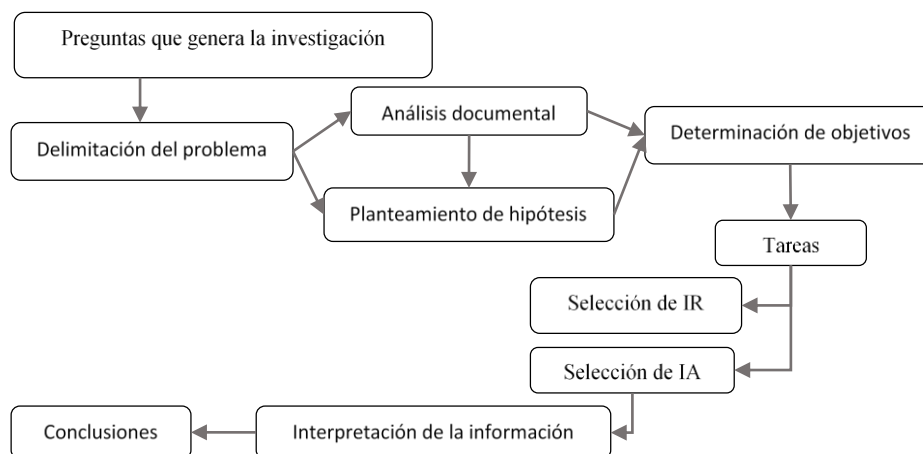 Preguntas que genera la investigación
Delimitación del problema
Análisis documental
Planteamiento de hipótesis
Determinación de objetivos
Tareas
Selección de IR
Selección de IA
Interpretación de la información
Conclusiones